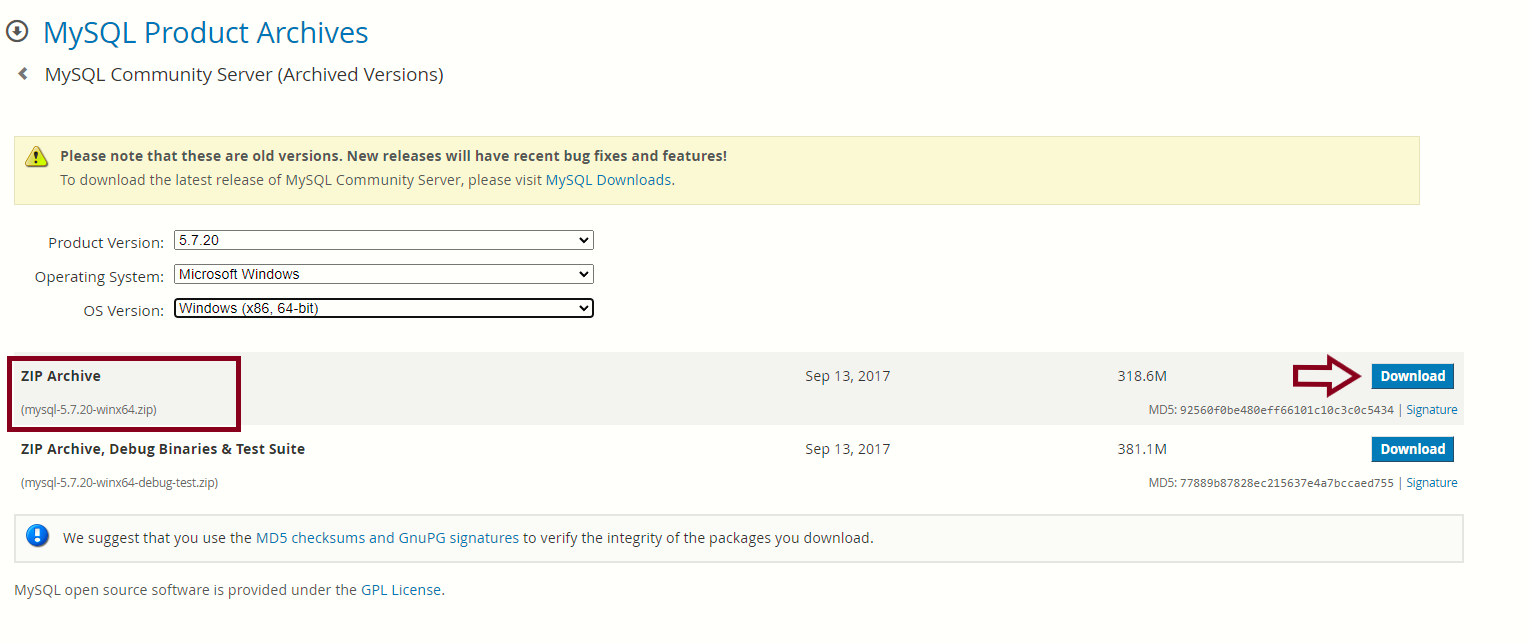 MySQL Product Archives
MySQL Community Server (Archived Versions)
Please note that these are old versions. New releases will have recent bug fixes and features!
To download the latest release of MySQL Community Server, please visit MySQL Downloads.
Product Version: 5.7.20
Operating System: Microsoft Windows
OS Version: Windows (x86, 64-bit)
ZIP Archive Sep 13, 2017 318.6M Download
(mysql-5.7.20-winx64.zip) MD5: 92560f0be480eff66101c10c3c0c5434 | Signature
ZIP Archive, Debug Binaries & Test Suite Sep 13, 2017 381.1M Download
(mysql-5.7.20-winx64-debug-test.zip) MD5: 77889b87828ec215637e4a7bccaed755 | Signature
We suggest that you use the MD5 checksums and GnuPG signatures to verify the integrity of the packages you download.
MySQL open source software is provided under the GPL License.